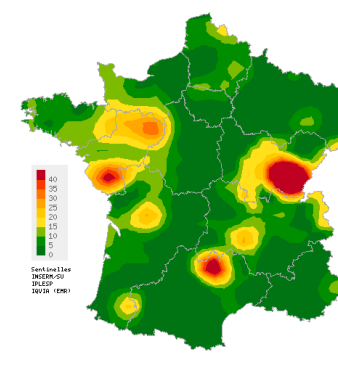 40
35
30
25
20
15
10
5
0
Sentinelles
INSERM/SU
IPLESP
IQVIA (EMR)